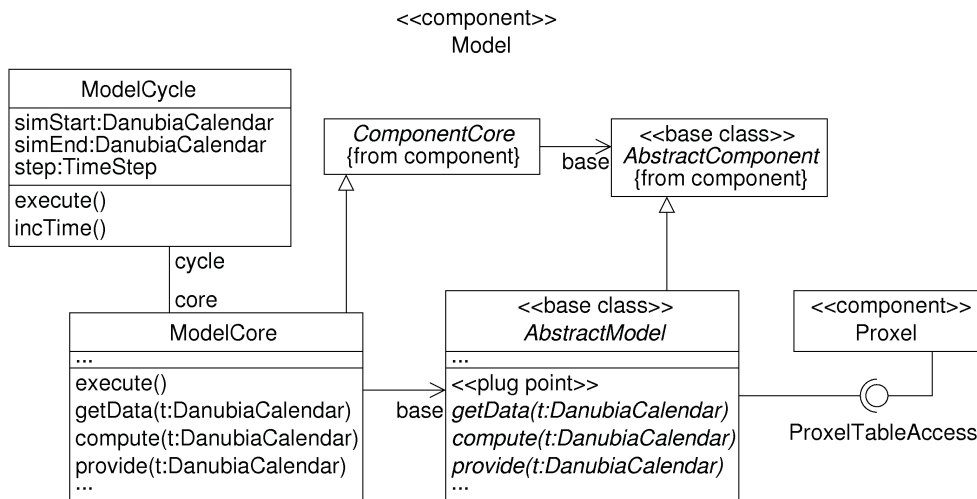 <<component>>
Model
ModelCycle
simStart:DanubiaCalendar
simEnd:DanubiaCalendar
step:TimeStep
execute()
incTime()
ComponentCore
{from component}
base
<<base class>>
AbstractComponent
{from component}
cycle
core
ModelCore
...
execute()
getData(t:DanubiaCalendar)
compute(t:DanubiaCalendar)
provide(t:DanubiaCalendar)
...
base
<<base class>>
AbstractModel
...
<<plug point>>
getData(t:DanubiaCalendar)
compute(t:DanubiaCalendar)
provide(t:DanubiaCalendar)
...
<<component>>
Proxel
ProxelTableAccess